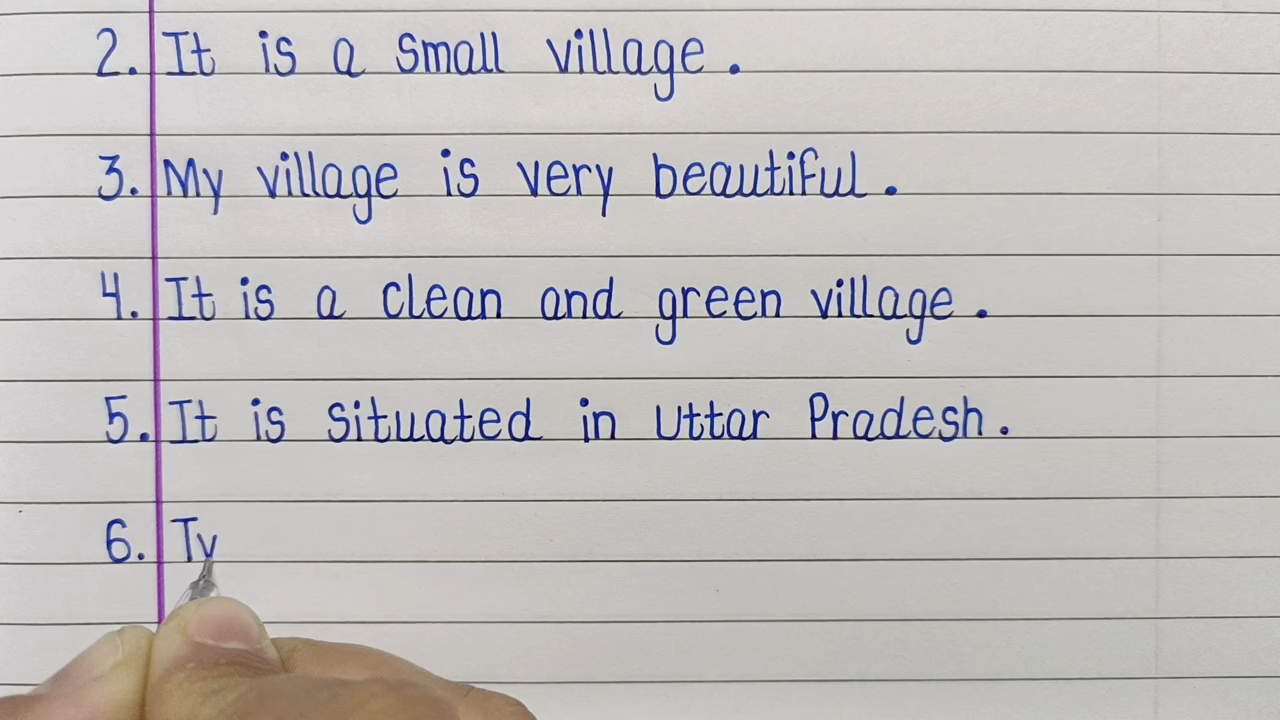 2. It is a small village.
3. My village is very beautiful.
4. It is a clean and green village.
5. It is situated in Uttar Pradesh.
6.